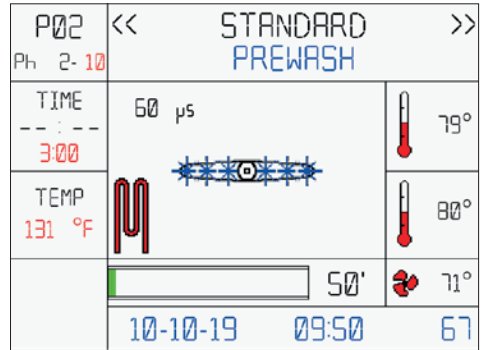 P02
Ph 2- 10
<< STANDARD >>
PREWASH
TIME
-- : --
3:00
TEMP
131 °F
60 µs
79°
80°
50'
71°
10-10-19 09:50 67